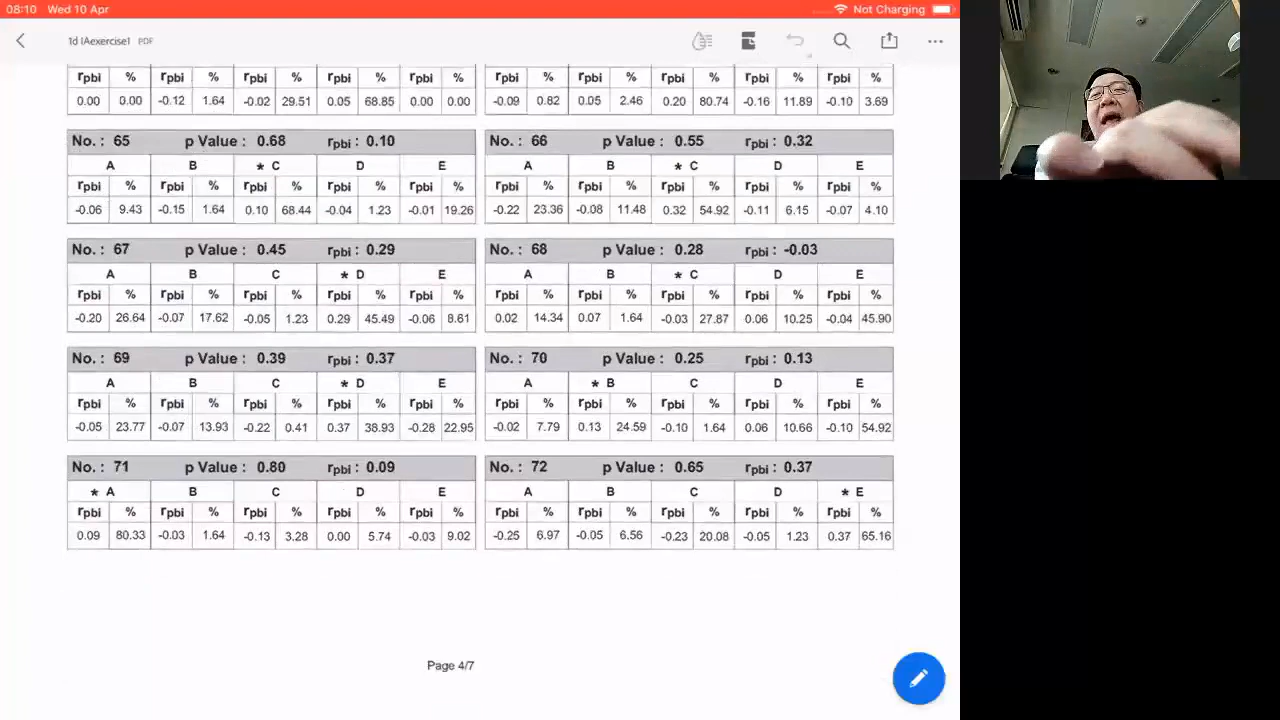 08:10 Wed 10 Apr Not Charging
1d IAexercise1 PDF
rpbi % rpbi % rpbi % rpbi % rpbi %
0.00 0.00 -0.12 1.64 -0.02 29.51 0.05 68.85 0.00 0.00
rpbi % rpbi % rpbi % rpbi % rpbi %
-0.09 0.82 0.05 2.46 0.20 80.74 -0.16 11.89 -0.10 3.69
No. : 65 p Value : 0.68 rpbi : 0.10
A B * C D E
rpbi % rpbi % rpbi % rpbi % rpbi %
-0.06 9.43 -0.15 1.64 0.10 68.44 -0.04 1.23 -0.01 19.26
No. : 66 p Value : 0.55 rpbi : 0.32
A B * C D E
rpbi % rpbi % rpbi % rpbi % rpbi %
-0.22 23.36 -0.08 11.48 0.32 54.92 -0.11 6.15 -0.07 4.10
No. : 67 p Value : 0.45 rpbi : 0.29
A B C * D E
rpbi % rpbi % rpbi % rpbi % rpbi %
-0.20 26.64 -0.07 17.62 -0.05 1.23 0.29 45.49 -0.06 8.61
No. : 68 p Value : 0.28 rpbi : -0.03
A B * C D E
rpbi % rpbi % rpbi % rpbi % rpbi %
0.02 14.34 0.07 1.64 -0.03 27.87 0.06 10.25 -0.04 45.90
No. : 69 p Value : 0.39 rpbi : 0.37
A B C * D E
rpbi % rpbi % rpbi % rpbi % rpbi %
-0.05 23.77 -0.07 13.93 -0.22 0.41 0.37 38.93 -0.28 22.95
No. : 70 p Value : 0.25 rpbi : 0.13
A * B C D E
rpbi % rpbi % rpbi % rpbi % rpbi %
-0.02 7.79 0.13 24.59 -0.10 1.64 0.06 10.66 -0.10 54.92
No. : 71 p Value : 0.80 rpbi : 0.09
* A B C D E
rpbi % rpbi % rpbi % rpbi % rpbi %
0.09 80.33 -0.03 1.64 -0.13 3.28 0.00 5.74 -0.03 9.02
No. : 72 p Value : 0.65 rpbi : 0.37
A B C D * E
rpbi % rpbi % rpbi % rpbi % rpbi %
-0.25 6.97 -0.05 6.56 -0.23 20.08 -0.05 1.23 0.37 65.16
Page 4/7